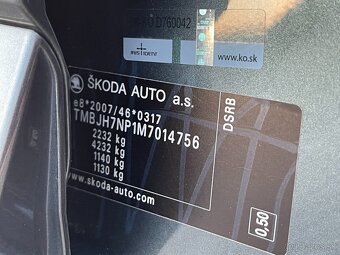 D760042
www.ko.sk
ŠKODA AUTO a.s.
e8*2007/46*0317
TMBJH7NP1M7014756
2232 kg
4232 kg
1140 kg
1130 kg
www.skoda-auto.com
DSRB
0,50